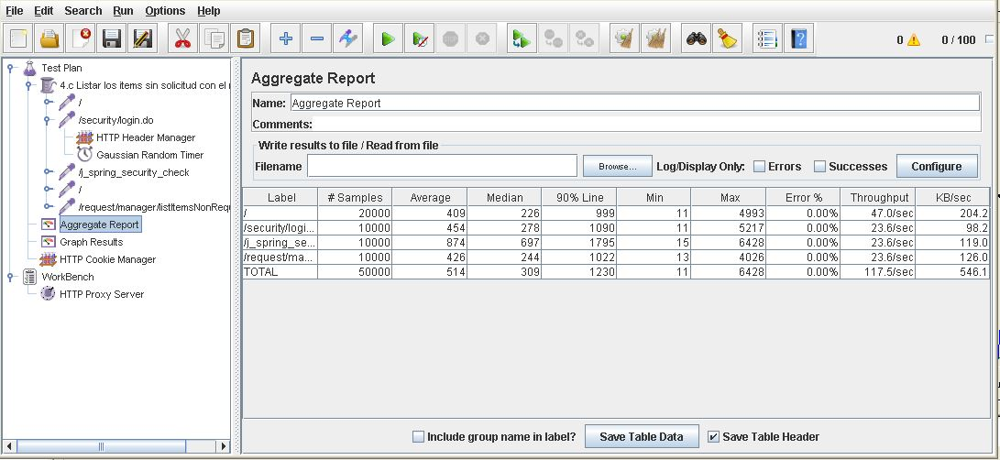 File Edit Search Run Options Help
STOP
0 0 / 100
Test Plan
4.c Listar los items sin solicitud con el
/
/security/login.do
HTTP Header Manager
Gaussian Random Timer
/j_spring_security_check
/
/request/manager/listItemsNonRequ
Aggregate Report
Graph Results
HTTP Cookie Manager
WorkBench
HTTP Proxy Server
Aggregate Report
Name: Aggregate Report
Comments:
Write results to file / Read from file
Filename Browse... Log/Display Only: Errors Successes Configure
Label # Samples Average Median 90% Line Min Max Error % Throughput KB/sec
/ 20000 409 226 999 11 4993 0.00% 47.0/sec 204.2
/security/logi... 10000 454 278 1090 11 5217 0.00% 23.6/sec 98.2
/j_spring_se... 10000 874 697 1795 15 6428 0.00% 23.6/sec 119.0
/request/ma... 10000 426 244 1022 13 4026 0.00% 23.6/sec 126.0
TOTAL 50000 514 309 1230 11 6428 0.00% 117.5/sec 546.1
Include group name in label? Save Table Data Save Table Header